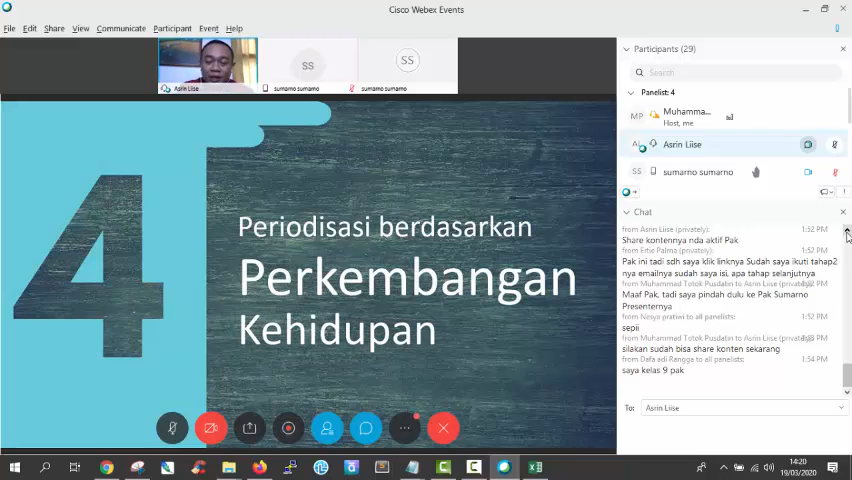 Cisco Webex Events
File Edit Share View Communicate Participant Event Help
SS
SS
Asrin Liise
sumarno sumarno
sumarno sumarno
4
Periodisasi berdasarkan
Perkembangan
Kehidupan
Participants (29)
Search
Panelist: 4
MP
Muhamma...
Host, me
Asrin Liise
SS
sumarno sumarno
Chat
from Asrin Liise (privately): 1:52 PM
Share kontennya nda aktif Pak
from Ertie Palma (privately): 1:52 PM
Pak ini tadi sdh saya klik linknya Sudah saya ikuti tahap2
nya emailnya sudah saya isi, apa tahap selanjutnya
from Muhammad Totok Pusdatin to Asrin Liise (privately):
Maaf Pak, tadi saya pindah dulu ke Pak Sumarno
Presenternya
from Nesya pratiwi to all panelists: 1:52 PM
sepii
from Muhammad Totok Pusdatin to Asrin Liise (privately):
silakan sudah bisa share konten sekarang
from Dafa adi Rangga to all panelists: 1:54 PM
saya kelas 9 pak
To: Asrin Liise
14:20
19/03/2020